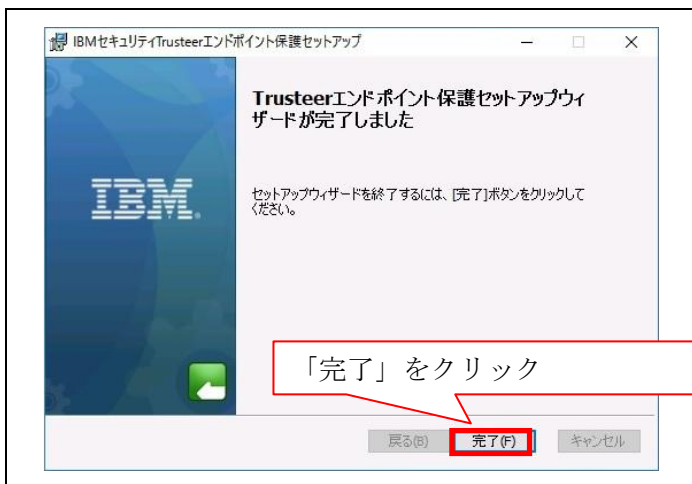 IBMセキュリティTrusteerエンドポイント保護セットアップ
Trusteerエンドポイント保護セットアップウィ
ザードが完了しました
IBM.
セットアップウィザードを終了するには、[完了]ボタンをクリックして
ください。
「完了」をクリック
戻る(B) 完了(F) キャンセル